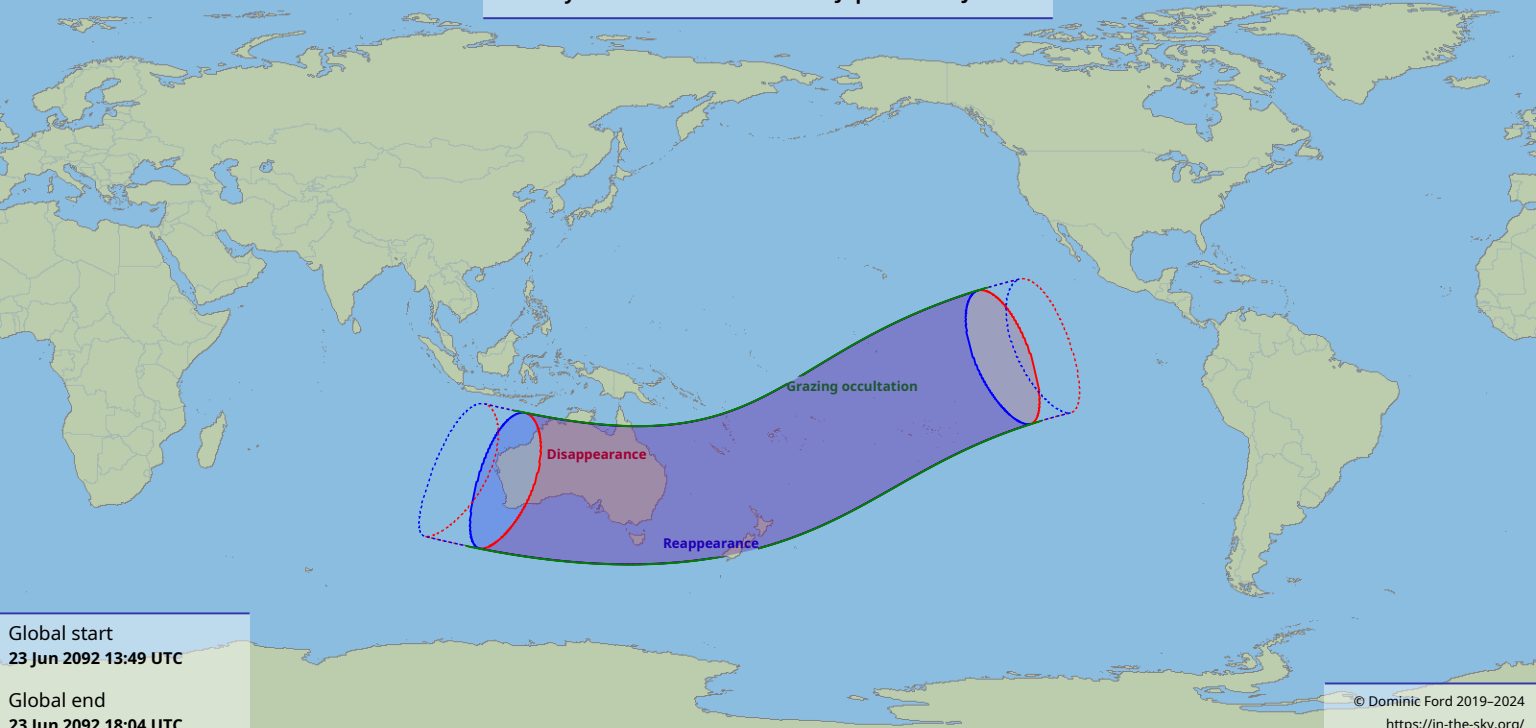 Grazing occultation
Disappearance
Reappearance
Global start
23 Jun 2092 13:49 UTC
Global end
23 Jun 2092 18:04 UTC
© Dominic Ford 2019–2024
https://in-the-sky.org/